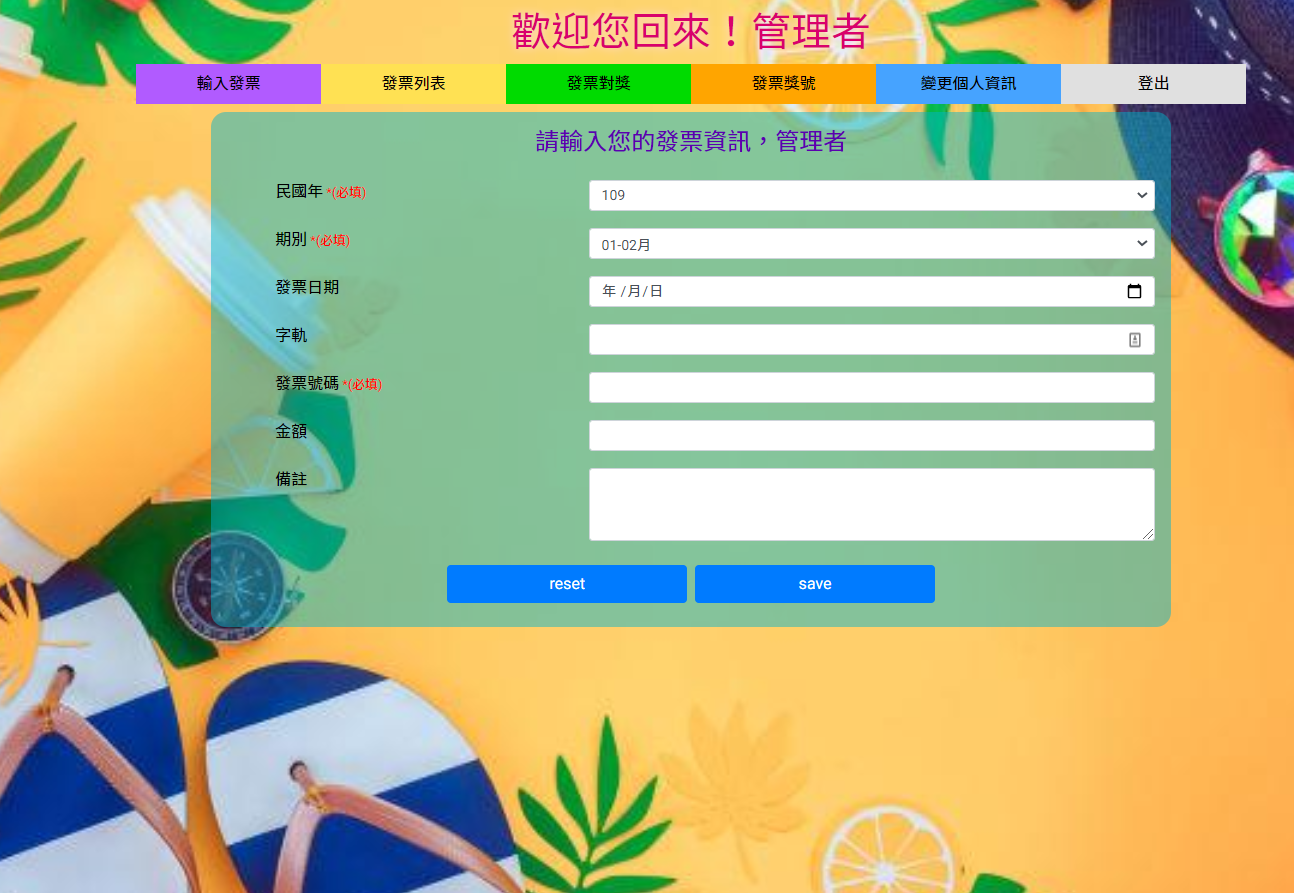 歡迎您回來！管理者
輸入發票 發票列表 發票對獎 發票獎號 變更個人資訊 登出
請輸入您的發票資訊，管理者
民國年 *(必填) 109
期別 *(必填) 01-02月
發票日期 年 /月/日
字軌
發票號碼 *(必填)
金額
備註
reset save